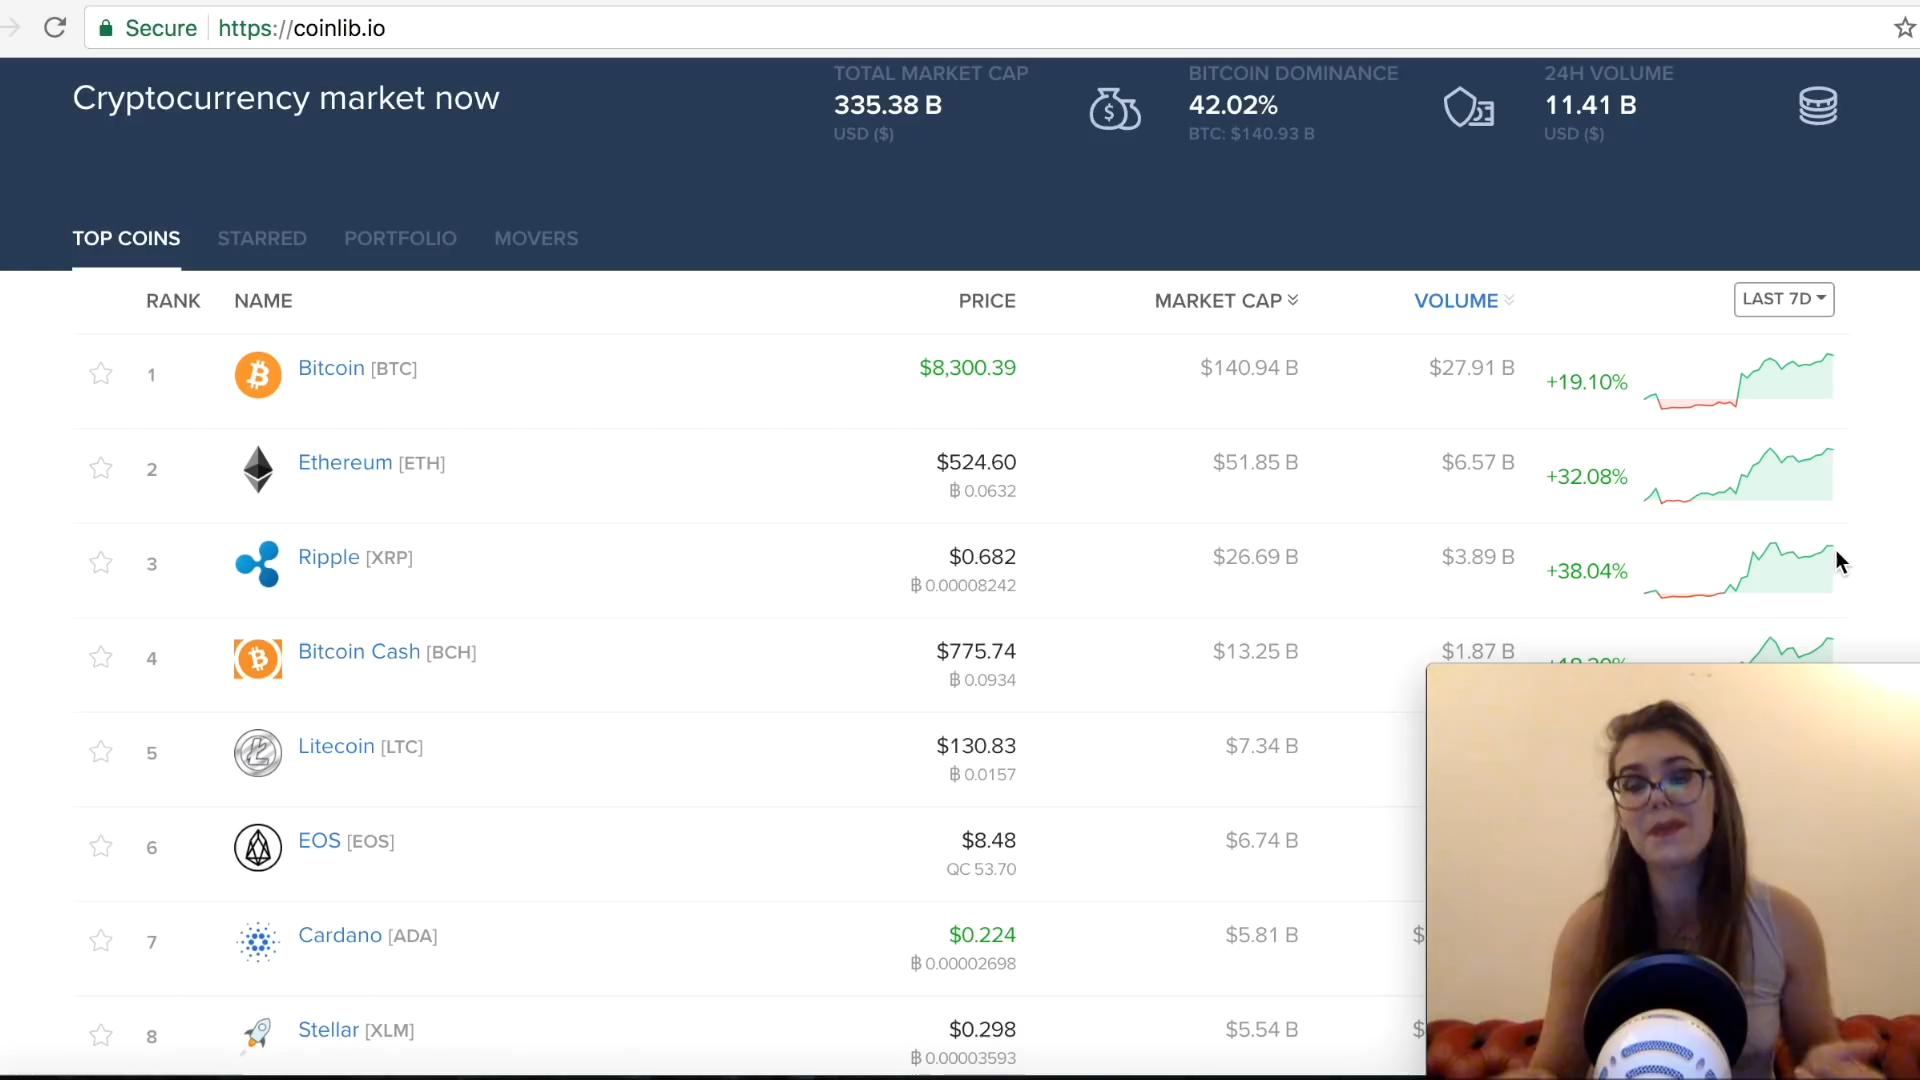 Secure https://coinlib.io
Cryptocurrency market now
TOTAL MARKET CAP
335.38 B
USD ($)
BITCOIN DOMINANCE
42.02%
BTC: $140.93 B
24H VOLUME
11.41 B
USD ($)
TOP COINS STARRED PORTFOLIO MOVERS
RANK NAME PRICE MARKET CAP VOLUME LAST 7D
1 Bitcoin [BTC] $8,300.39 $140.94 B $27.91 B +19.10%
2 Ethereum [ETH] $524.60 $51.85 B $6.57 B +32.08%
฿ 0.0632
3 Ripple [XRP] $0.682 $26.69 B $3.89 B +38.04%
฿ 0.00008242
4 Bitcoin Cash [BCH] $775.74 $13.25 B $1.87 B
฿ 0.0934
5 Litecoin [LTC] $130.83 $7.34 B
฿ 0.0157
6 EOS [EOS] $8.48 $6.74 B
QC 53.70
7 Cardano [ADA] $0.224 $5.81 B $
฿ 0.00002698
8 Stellar [XLM] $0.298 $5.54 B $
฿ 0.00003593